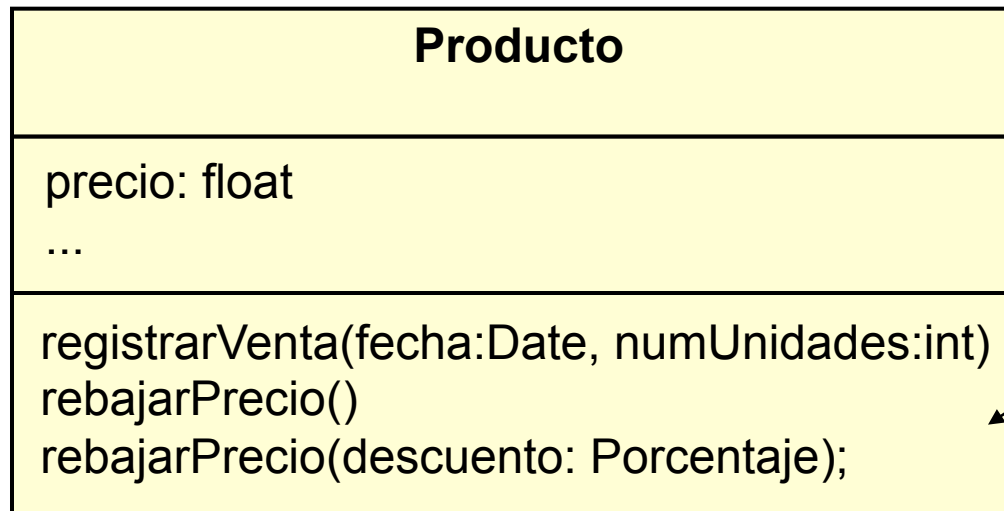 Producto
precio: float
...
registrarVenta(fecha:Date, numUnidades:int)
rebajarPrecio()
rebajarPrecio(descuento: Porcentaje);